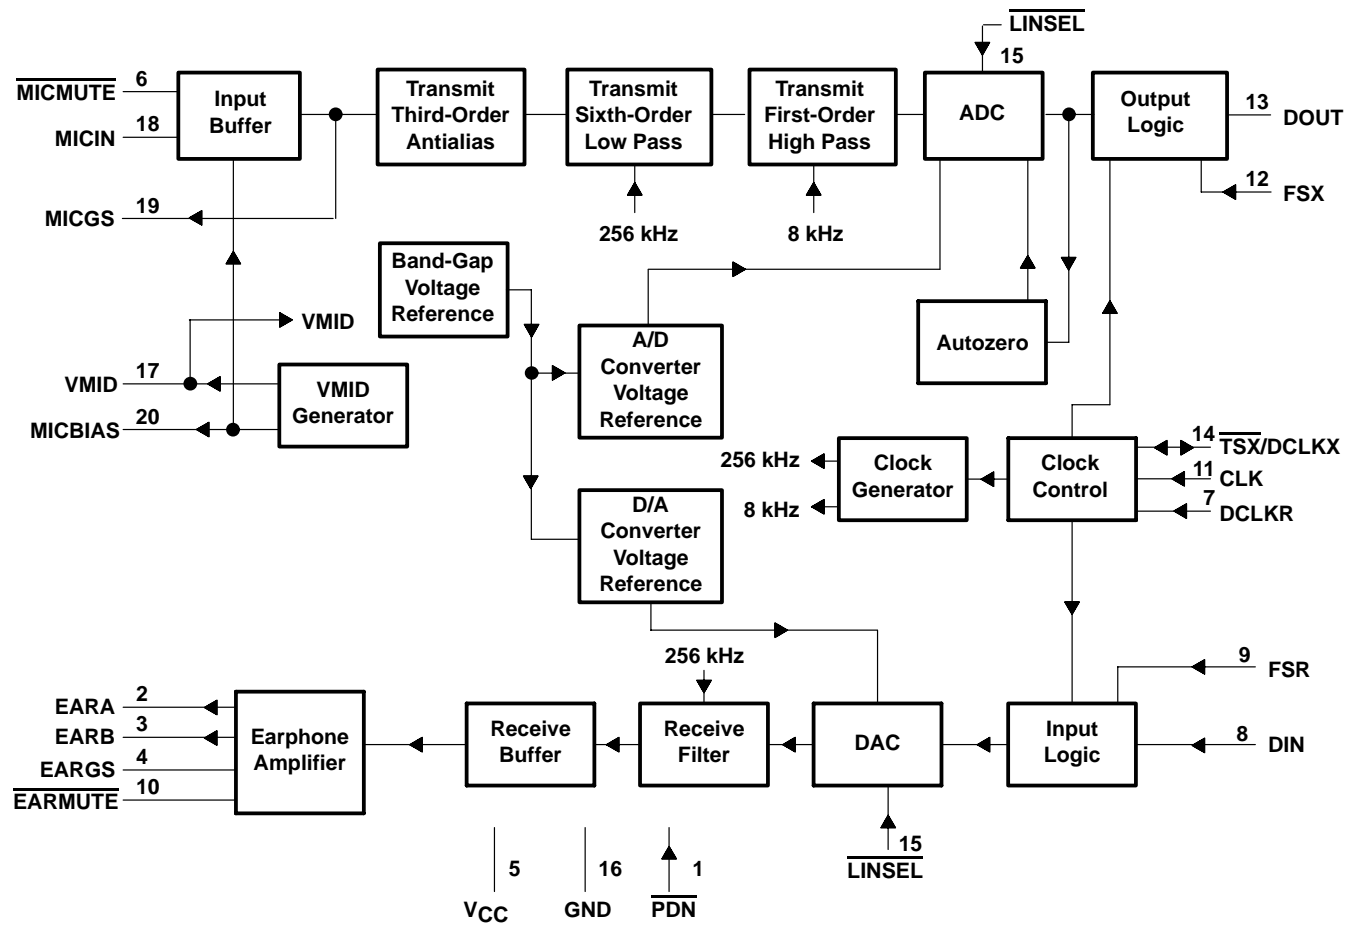 LINSEL
15
6
MICMUTE
18
MICIN
Input
Buffer
Transmit
Third-Order
Antialias
Transmit
Sixth-Order
Low Pass
Transmit
First-Order
High Pass
ADC
Output
Logic
13
DOUT
12
FSX
19
MICGS
256 kHz
8 kHz
Band-Gap
Voltage
Reference
VMID
17
VMID
20
MICBIAS
VMID
Generator
A/D
Converter
Voltage
Reference
Autozero
256 kHz
8 kHz
Clock
Generator
Clock
Control
14
TSX/DCLKX
11
CLK
7
DCLKR
D/A
Converter
Voltage
Reference
256 kHz
9
FSR
2
EARA
3
EARB
4
EARGS
10
EARMUTE
Earphone
Amplifier
Receive
Buffer
Receive
Filter
DAC
Input
Logic
8
DIN
5
VCC
16
GND
1
PDN
15
LINSEL